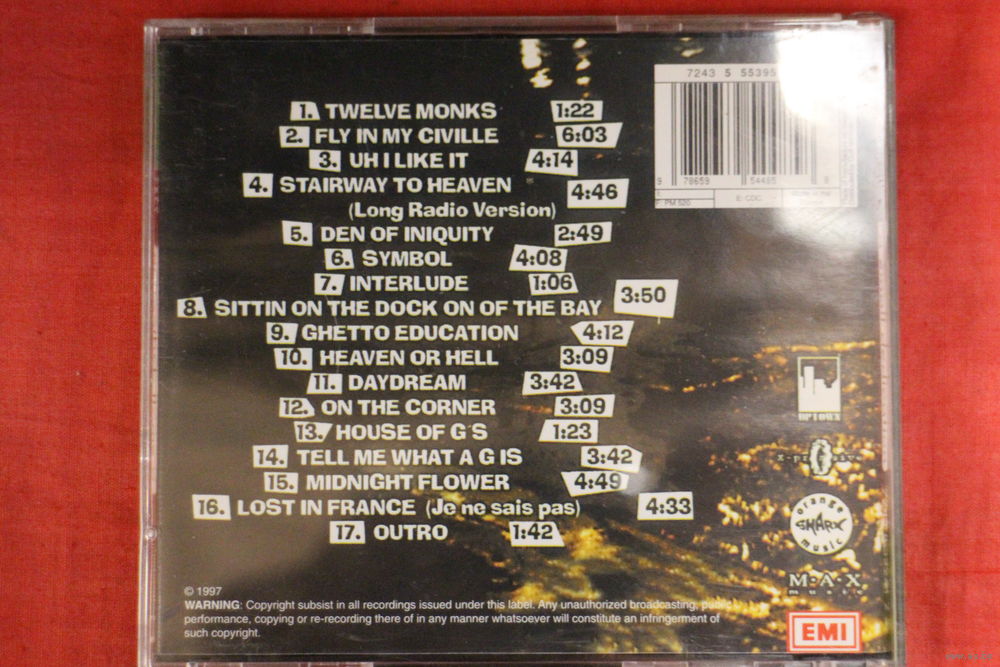 7243 5 55395
1. TWELVE MONKS 1:22
2. FLY IN MY CIVILLE 6:03
3. UH I LIKE IT 4:14
4. STAIRWAY TO HEAVEN 4:46
(Long Radio Version)
5. DEN OF INIQUITY 2:49
6. SYMBOL 4:08
7. INTERLUDE 1:06
8. SITTIN ON THE DOCK ON OF THE BAY 3:50
9. GHETTO EDUCATION 4:12
10. HEAVEN OR HELL 3:09
11. DAYDREAM 3:42
12. ON THE CORNER 3:09
13. HOUSE OF G'S 1:23
14. TELL ME WHAT A G IS 3:42
15. MIDNIGHT FLOWER 4:49
16. LOST IN FRANCE (Je ne sais pas) 4:33
17. OUTRO 1:42
9 78659 54485
F: PM 520
UPTOWN
orange
SHARK
music
M·A·X
music
EMI
© 1997
WARNING: Copyright subsist in all recordings issued under this label. Any unauthorized broadcasting, public
performance, copying or re-recording there of in any manner whatsoever will constitute an infringement of
such copyright.